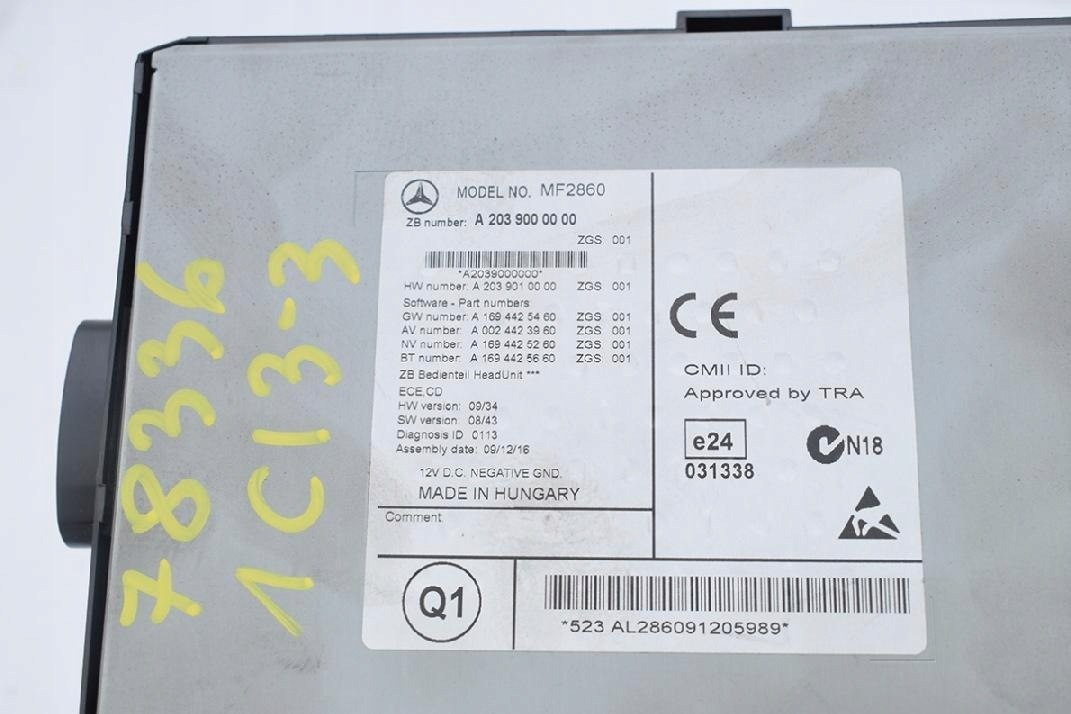 78336
1C13-3
MODEL NO. MF2860
ZB number: A 203 900 00 00
ZGS 001
*A2039000000*
HW number: A 203 901 00 00 ZGS 001
Software - Part numbers:
GW number: A 169 442 54 60 ZGS 001
AV number: A 002 442 39 60 ZGS 001
NV number: A 169 442 52 60 ZGS 001
BT number: A 169 442 56 60 ZGS 001
ZB Bedienteil HeadUnit ***
ECE,CD
HW version: 09/34
SW version: 08/43
Diagnosis ID 0113
Assembly date: 09/12/16
12V D.C. NEGATIVE GND.
MADE IN HUNGARY
Comment
CE
CMII ID:
Approved by TRA
e24
031338
N18
Q1
*523 AL286091205989*